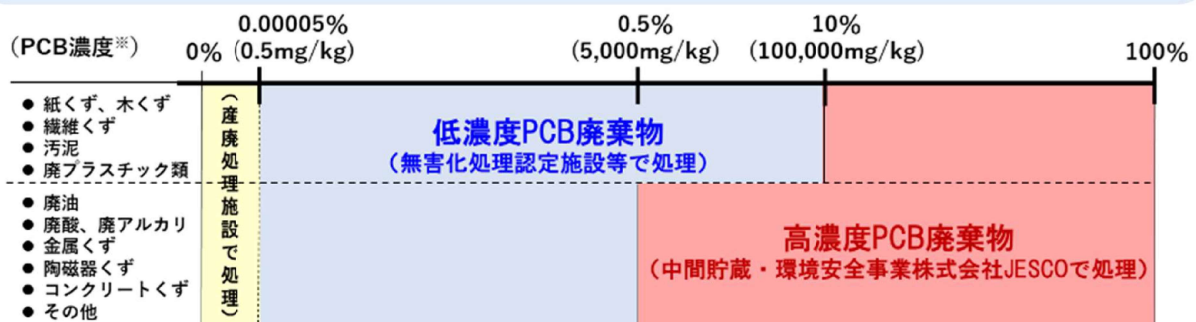 （PCB濃度※）
0%
0.00005%
(0.5mg/kg)
0.5%
(5,000mg/kg)
10%
(100,000mg/kg)
100%
● 紙くず、木くず
● 繊維くず
● 汚泥
● 廃プラスチック類
● 廃油
● 廃酸、廃アルカリ
● 金属くず
● 陶磁器くず
● コンクリートくず
● その他
（産廃処理施設で処理）
低濃度PCB廃棄物
（無害化処理認定施設等で処理）
高濃度PCB廃棄物
（中間貯蔵・環境安全事業株式会社JESCOで処理）